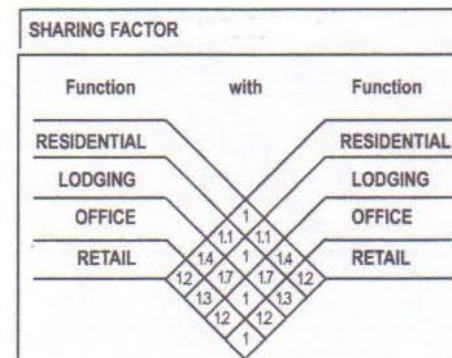 SHARING FACTOR
Function with Function
RESIDENTIAL RESIDENTIAL
LODGING LODGING
OFFICE 1 OFFICE
1.1 1.1
RETAIL 1.4 1 1.4 RETAIL
1.2 1.7 1.7 1.2
1.3 1 1.3
1.2 1.2
1